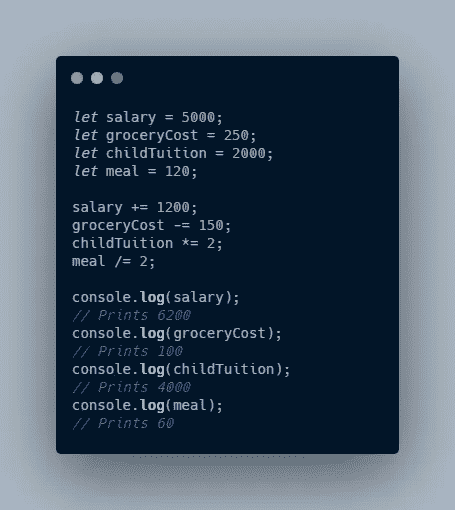 let salary = 5000;
let groceryCost = 250;
let childTuition = 2000;
let meal = 120;
salary += 1200;
groceryCost -= 150;
childTuition *= 2;
meal /= 2;
console.log(salary);
// Prints 6200
console.log(groceryCost);
// Prints 100
console.log(childTuition);
// Prints 4000
console.log(meal);
// Prints 60